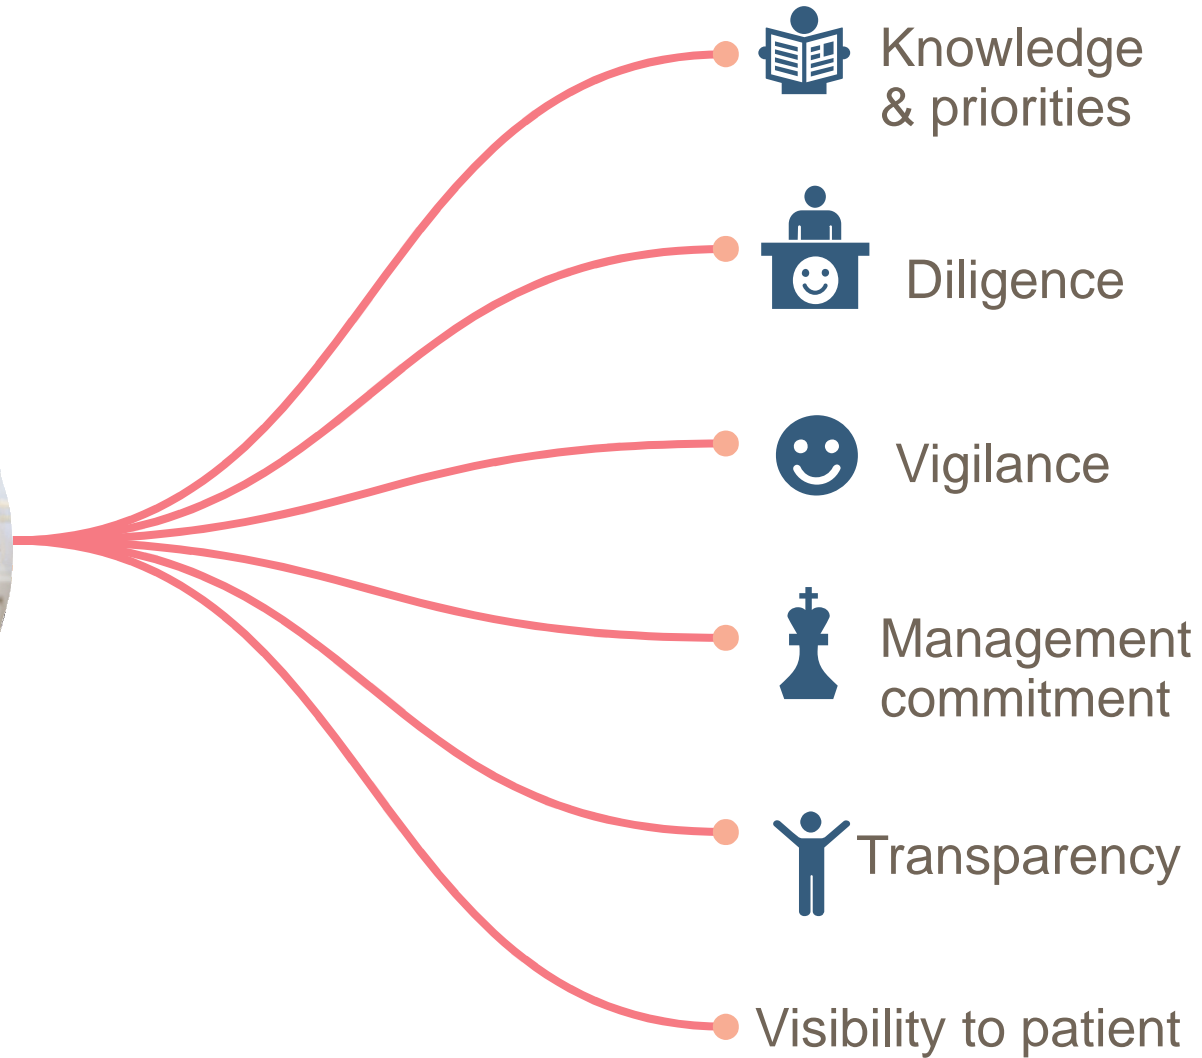 Knowledge
& priorities
Diligence
Vigilance
Management
commitment
Transparency
Visibility to patient